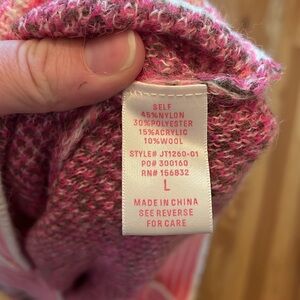 SELF
45%NYLON
30%POLYESTER
15%ACRYLIC
10%WOOL
STYLE# JT1260-01
PO# 300160
RN# 156832
L
MADE IN CHINA
SEE REVERSE
FOR CARE